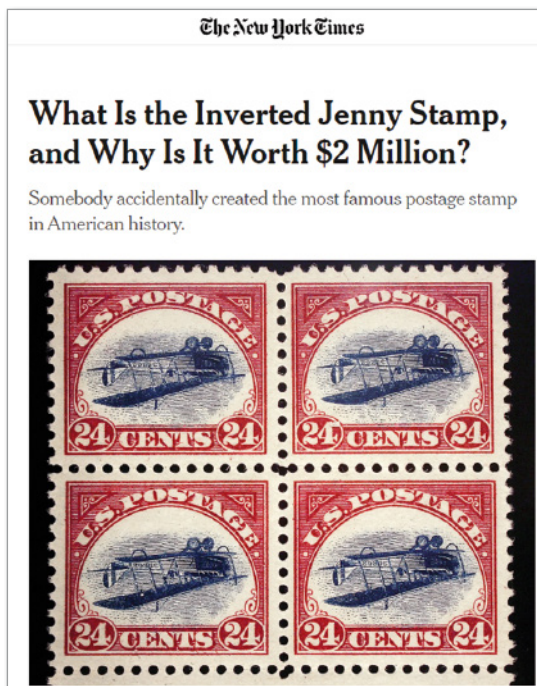 The New York Times
What Is the Inverted Jenny Stamp,
and Why Is It Worth $2 Million?
Somebody accidentally created the most famous postage stamp
in American history.
U.S. POSTAGE
24 CENTS 24
U.S. POSTAGE
24 CENTS 24
U.S. POSTAGE
24 CENTS 24
U.S. POSTAGE
24 CENTS 24